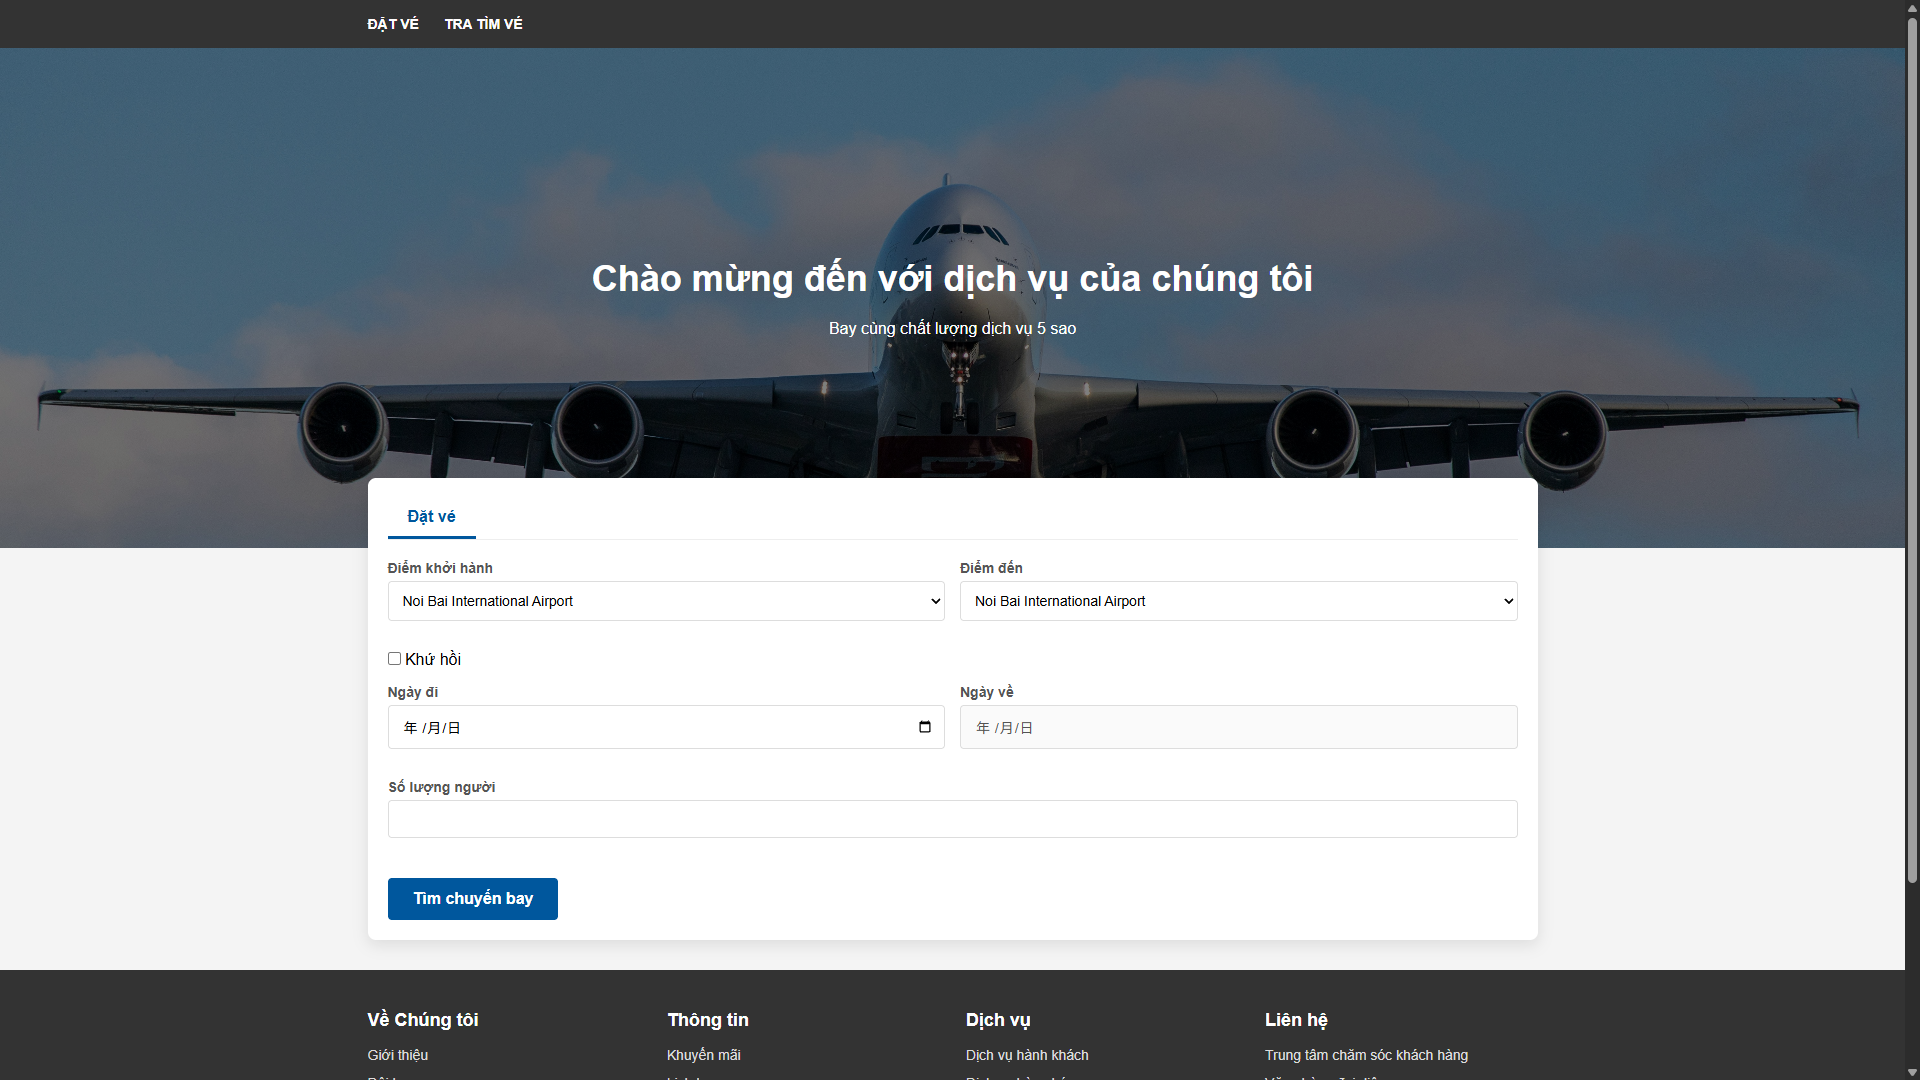 ĐẶT VÉ TRA TÌM VÉ
Chào mừng đến với dịch vụ của chúng tôi
Bay cùng chất lượng dịch vụ 5 sao
Đặt vé
Điểm khởi hành Điểm đến
Noi Bai International Airport Noi Bai International Airport
Khứ hồi
Ngày đi Ngày về
年 /月/日 年 /月/日
Số lượng người
Tìm chuyến bay
Về Chúng tôi Thông tin Dịch vụ Liên hệ
Giới thiệu Khuyến mãi Dịch vụ hành khách Trung tâm chăm sóc khách hàng